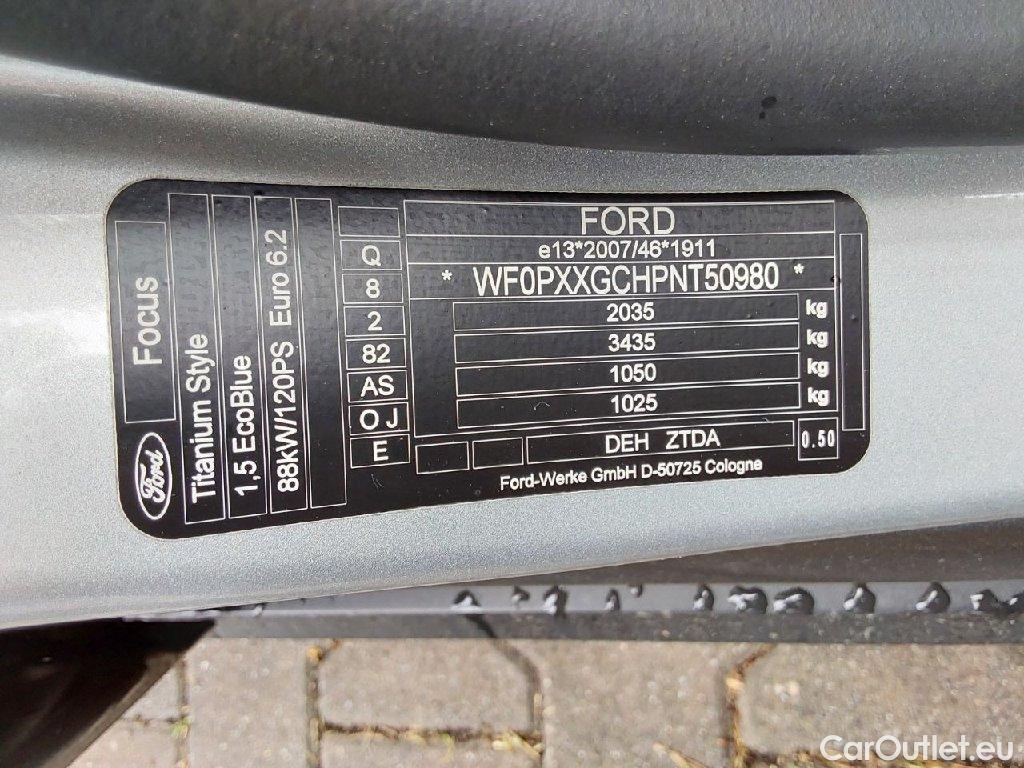 FORD
e13*2007/46*1911
* WF0PXXGCHPNT50980 *
2035 kg
3435 kg
1050 kg
1025 kg
DEH ZTDA
0.50
Ford-Werke GmbH D-50725 Cologne
Q
8
2
82
AS
O J
E
Focus
Titanium Style
1,5 EcoBlue
88kW/120PS Euro 6.2
Ford
CarOutlet.eu